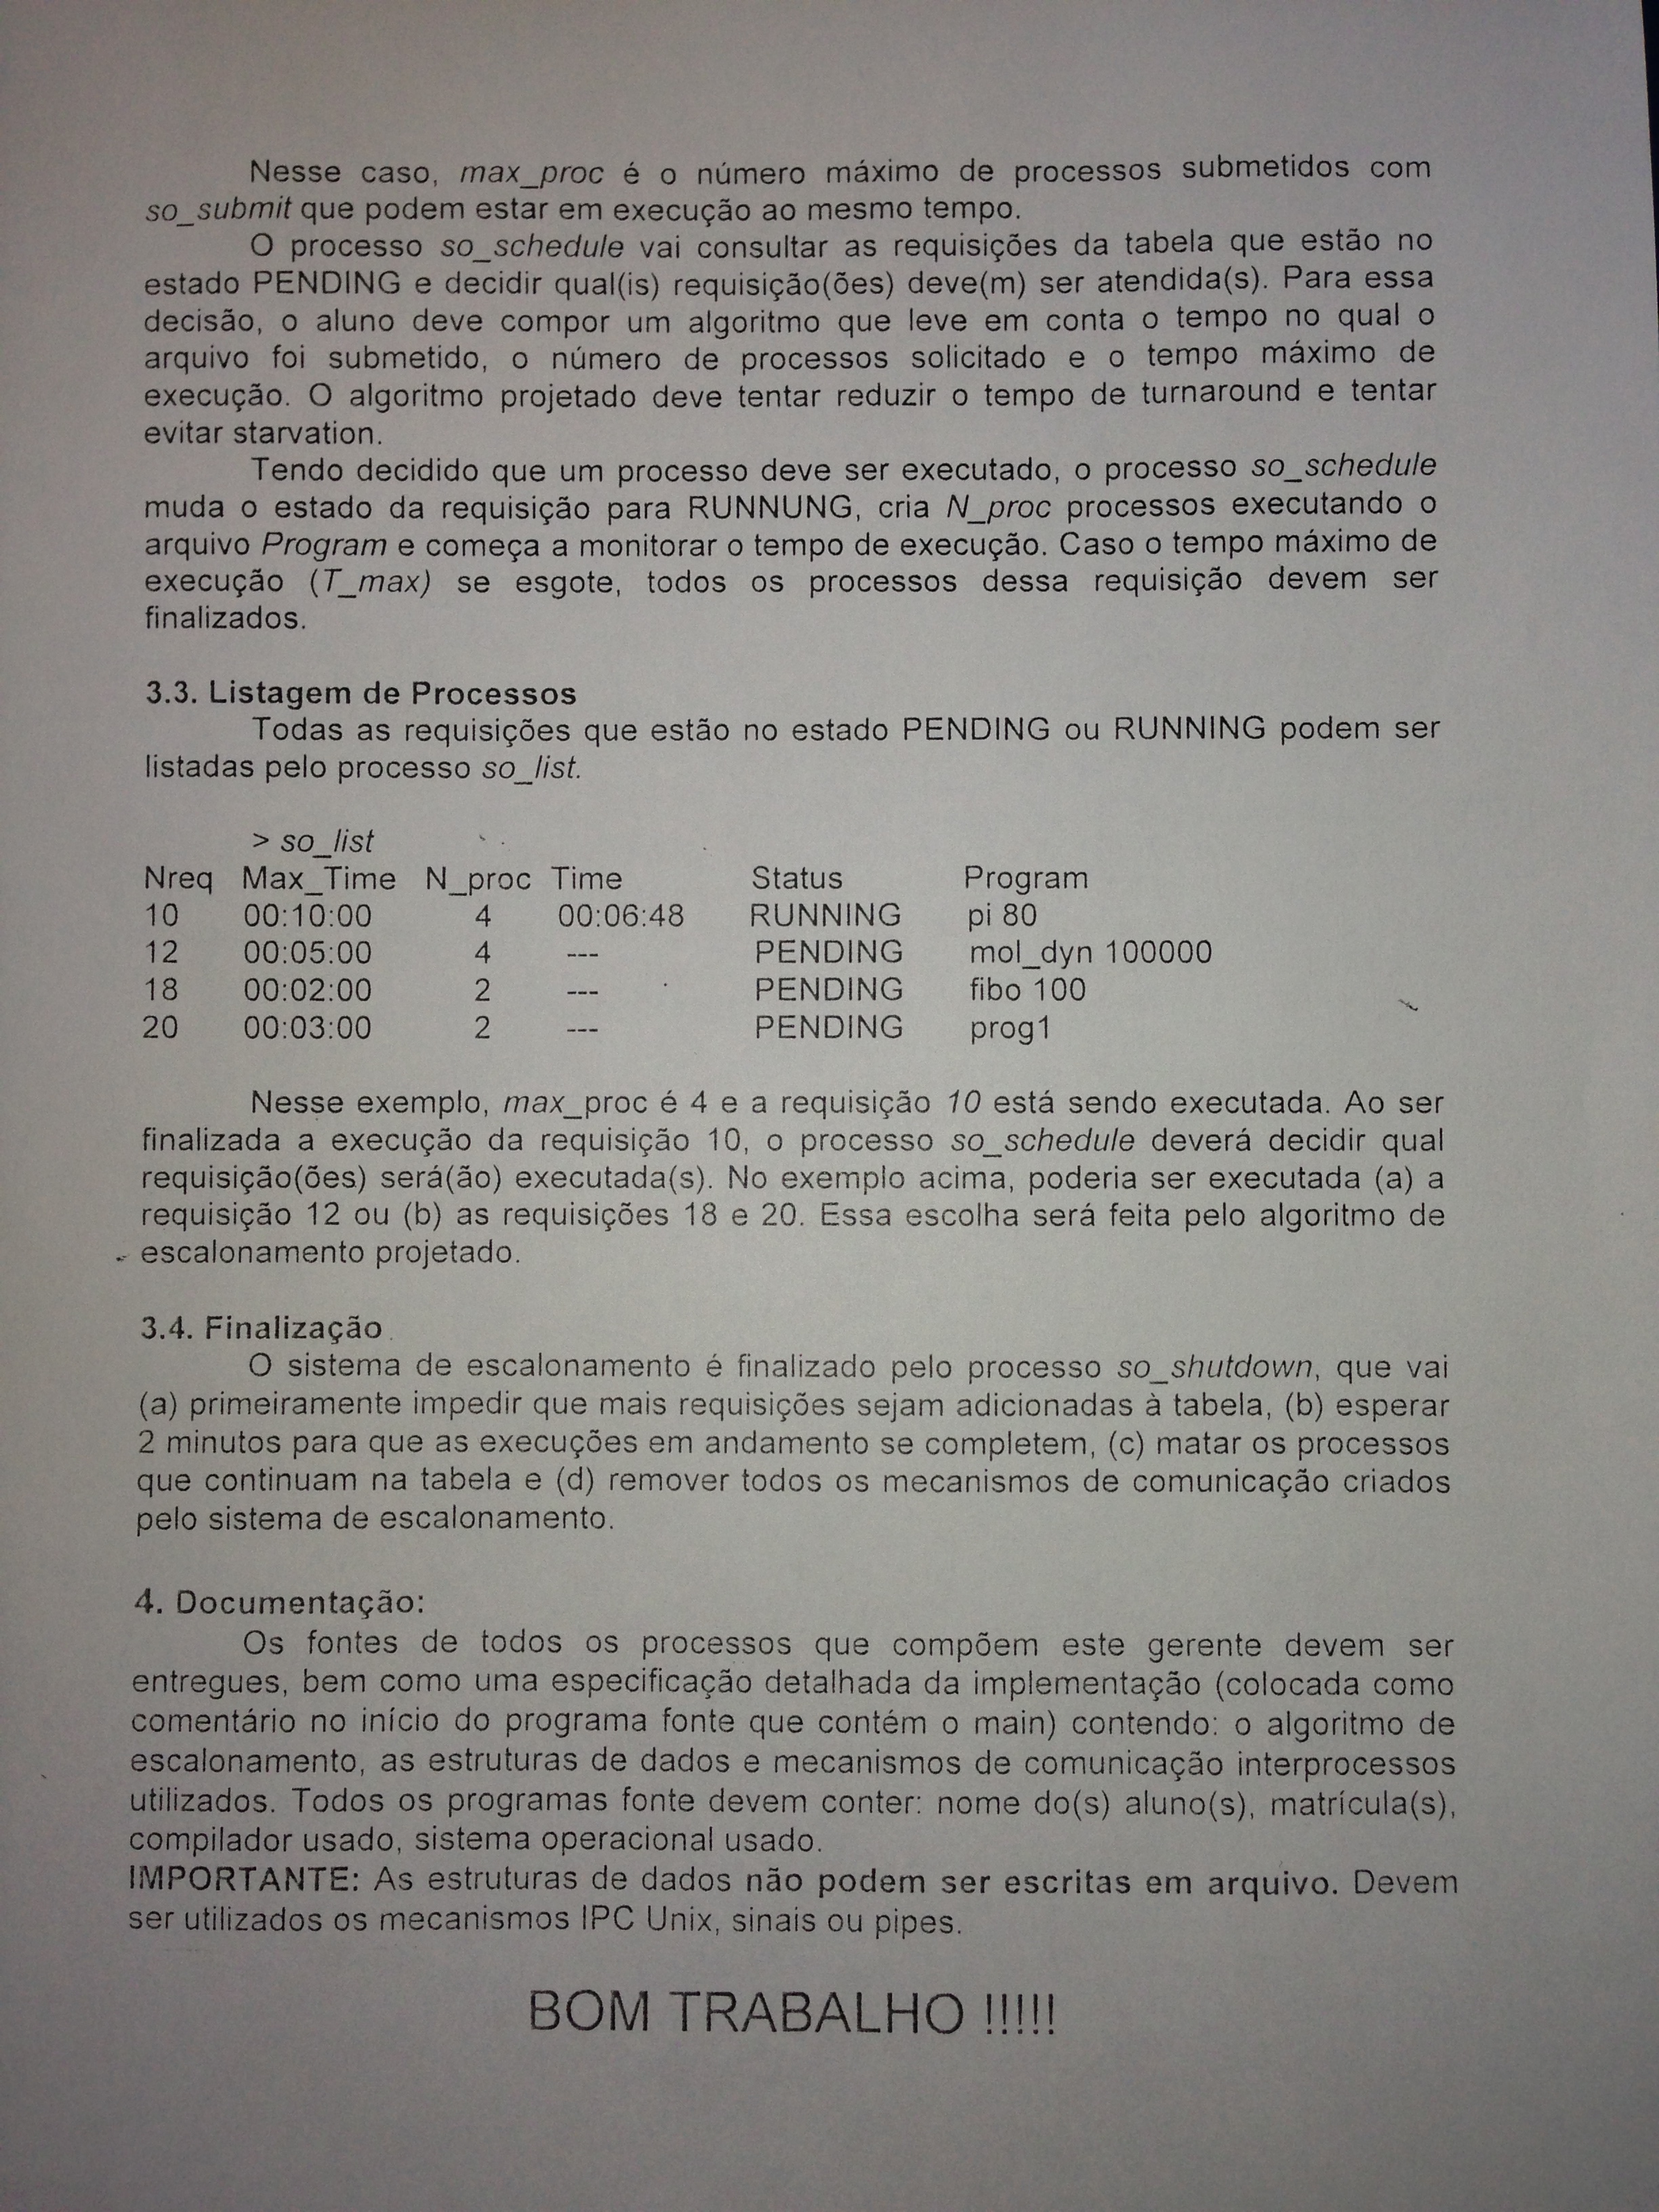 Nesse caso, max_proc é o número máximo de processos submetidos com
so_submit que podem estar em execução ao mesmo tempo.
O processo so_schedule vai consultar as requisições da tabela que estão no
estado PENDING e decidir qual(is) requisição(ões) deve(m) ser atendida(s). Para essa
decisão, o aluno deve compor um algoritmo que leve em conta o tempo no qual o
arquivo foi submetido, o número de processos solicitado e o tempo máximo de
execução. O algoritmo projetado deve tentar reduzir o tempo de turnaround e tentar
evitar starvation.
Tendo decidido que um processo deve ser executado, o processo so_schedule
muda o estado da requisição para RUNNUNG, cria N_proc processos executando o
arquivo Program e começa a monitorar o tempo de execução. Caso o tempo máximo de
execução (T_max) se esgote, todos os processos dessa requisição devem ser
finalizados.
3.3. Listagem de Processos
Todas as requisições que estão no estado PENDING ou RUNNING podem ser
listadas pelo processo so_list.
> so_list
Nreq Max_Time N_proc Time Status Program
10 00:10:00 4 00:06:48 RUNNING pi 80
12 00:05:00 4 --- PENDING mol_dyn 100000
18 00:02:00 2 --- PENDING fibo 100
20 00:03:00 2 --- PENDING prog1
Nesse exemplo, max_proc é 4 e a requisição 10 está sendo executada. Ao ser
finalizada a execução da requisição 10, o processo so_schedule deverá decidir qual
requisição(ões) será(ão) executada(s). No exemplo acima, poderia ser executada (a) a
requisição 12 ou (b) as requisições 18 e 20. Essa escolha será feita pelo algoritmo de
escalonamento projetado.
3.4. Finalização
O sistema de escalonamento é finalizado pelo processo so_shutdown, que vai
(a) primeiramente impedir que mais requisições sejam adicionadas à tabela, (b) esperar
2 minutos para que as execuções em andamento se completem, (c) matar os processos
que continuam na tabela e (d) remover todos os mecanismos de comunicação criados
pelo sistema de escalonamento.
4. Documentação:
Os fontes de todos os processos que compõem este gerente devem ser
entregues, bem como uma especificação detalhada da implementação (colocada como
comentário no início do programa fonte que contém o main) contendo: o algoritmo de
escalonamento, as estruturas de dados e mecanismos de comunicação interprocessos
utilizados. Todos os programas fonte devem conter: nome do(s) aluno(s), matrícula(s),
compilador usado, sistema operacional usado.
IMPORTANTE: As estruturas de dados não podem ser escritas em arquivo. Devem
ser utilizados os mecanismos IPC Unix, sinais ou pipes.
BOM TRABALHO !!!!!